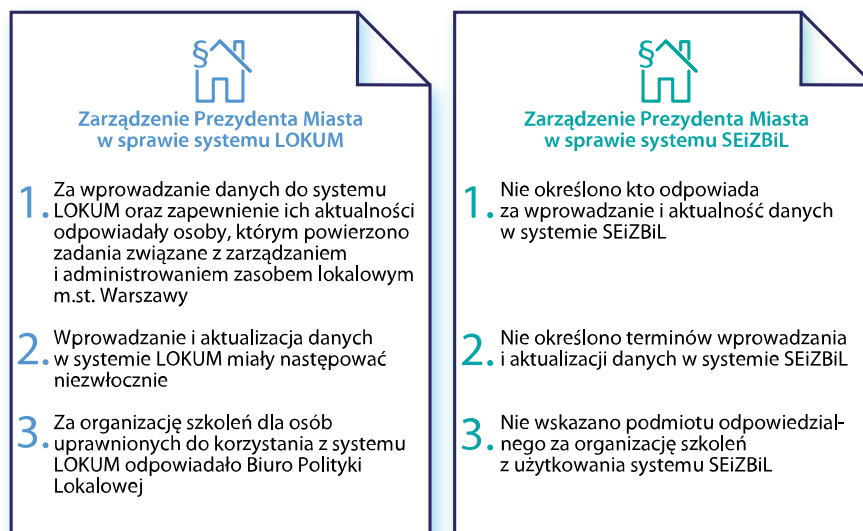 §
Zarządzenie Prezydenta Miasta
w sprawie systemu LOKUM
1. Za wprowadzanie danych do systemu
LOKUM oraz zapewnienie ich aktualności
odpowiadały osoby, którym powierzono
zadania związane z zarządzaniem
i administrowaniem zasobem lokalowym
m.st. Warszawy
2. Wprowadzanie i aktualizacja danych
w systemie LOKUM miały następować
niezwłocznie
3. Za organizację szkoleń dla osób
uprawnionych do korzystania z systemu
LOKUM odpowiadało Biuro Polityki
Lokalowej
§
Zarządzenie Prezydenta Miasta
w sprawie systemu SEiZBiL
1. Nie określono kto odpowiada
za wprowadzanie i aktualność danych
w systemie SEiZBiL
2. Nie określono terminów wprowadzania
i aktualizacji danych w systemie SEiZBiL
3. Nie wskazano podmiotu odpowiedzial-
nego za organizację szkoleń
z użytkowania systemu SEiZBiL